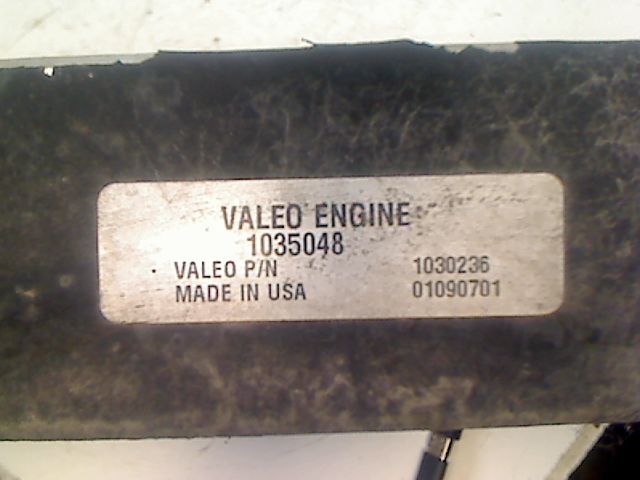 VALEO ENGINE
1035048
VALEO P/N 1030236
MADE IN USA 01090701